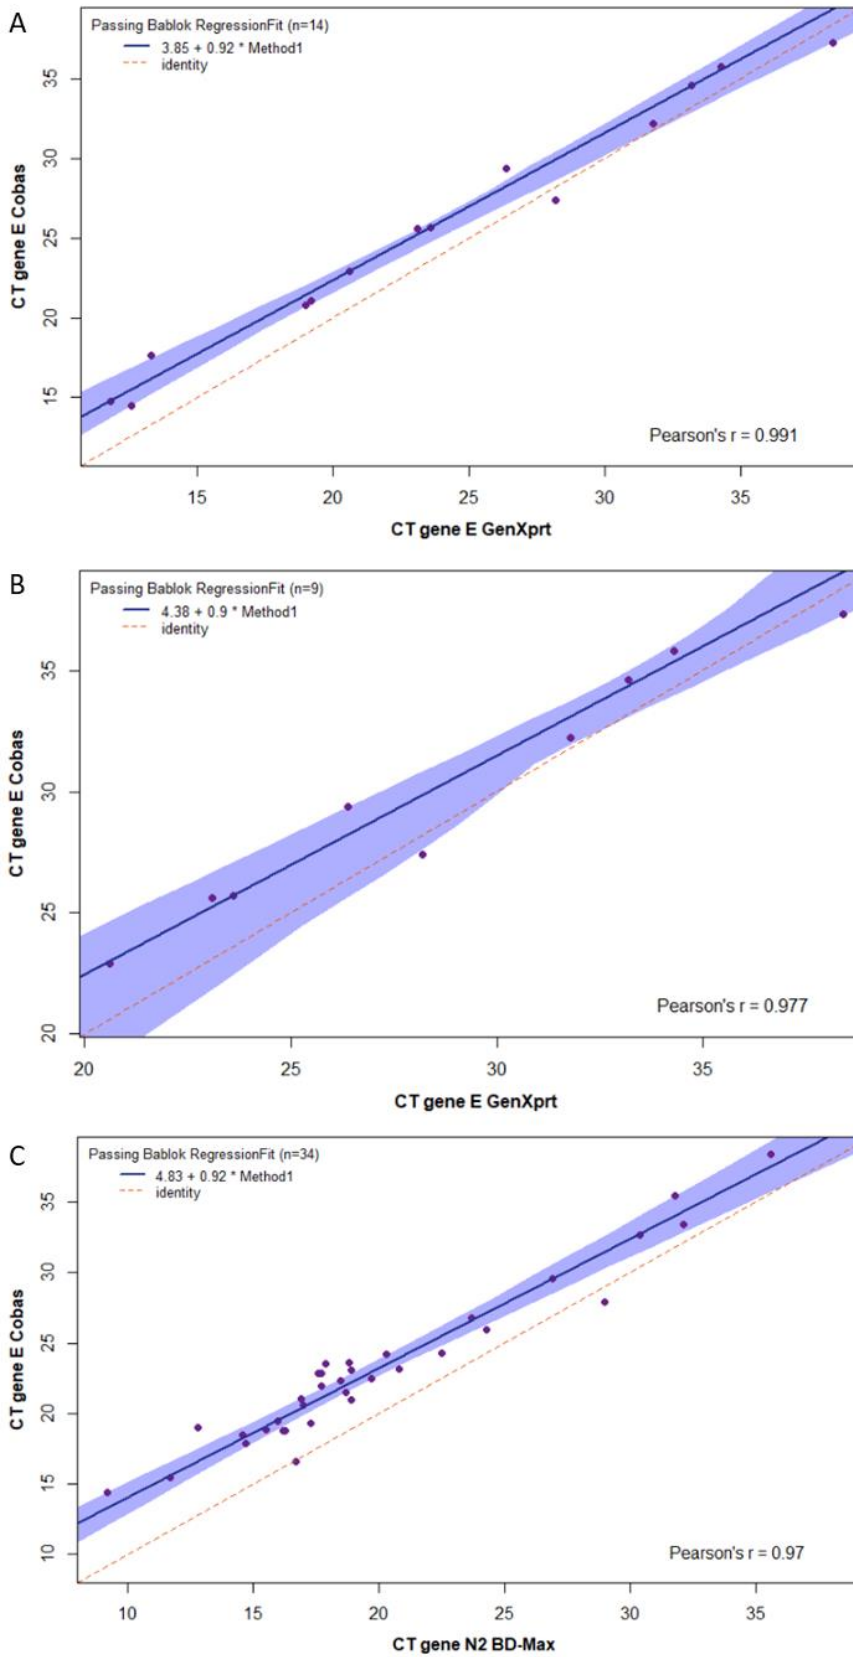 A
Passing Bablok RegressionFit (n=14)
3.85 + 0.92 * Method1
identity
35
30
25
20
15
CT gene E Cobas
Pearson's r = 0.991
15 20 25 30 35
CT gene E GenXprt
B
Passing Bablok RegressionFit (n=9)
4.38 + 0.9 * Method1
identity
35
30
25
20
CT gene E Cobas
Pearson's r = 0.977
20 25 30 35
CT gene E GenXprt
C
Passing Bablok RegressionFit (n=34)
4.83 + 0.92 * Method1
identity
35
30
25
20
15
10
CT gene E Cobas
Pearson's r = 0.97
10 15 20 25 30 35
CT gene N2 BD-Max